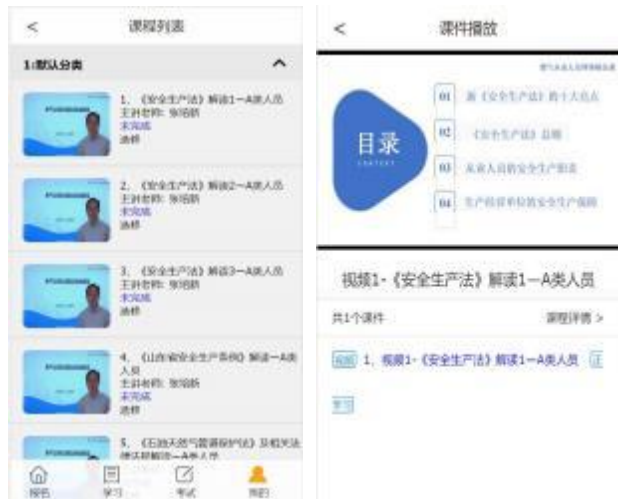 课程列表
1:默认分类
1、《安全生产法》解读1—A类人员
主讲老师：张培新
未完成
选修
2、《安全生产法》解读2—A类人员
主讲老师：张培新
未完成
选修
3、《安全生产法》解读3—A类人员
主讲老师：张培新
未完成
选修
4、《山东省安全生产条例》解读—A类
人员
主讲老师：张培新
未完成
选修
5、《石油天然气管道保护法》及相关法
律法规解读—A类人员
报名
学习
考试
我的
课件播放
目录
CONTENT
01 新《安全生产法》的十大亮点
02 《安全生产法》总则
03 从业人员的安全生产职责
04 生产经营单位的安全生产保障
视频1-《安全生产法》解读1—A类人员
共1个课件
课程详情 >
视频 1、视频1-《安全生产法》解读1—A类人员 正
学习